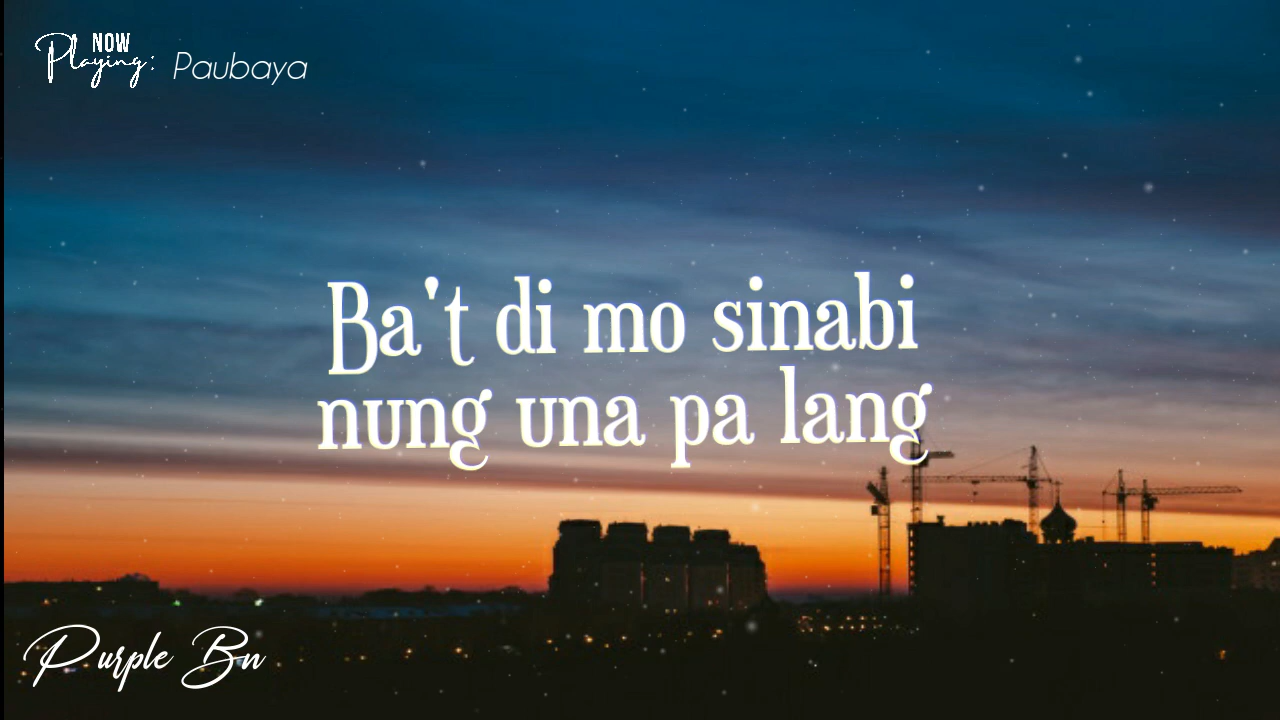 NOW
Playing: Paubaya
Ba't di mo sinabi
nung una pa lang
Purple Bn